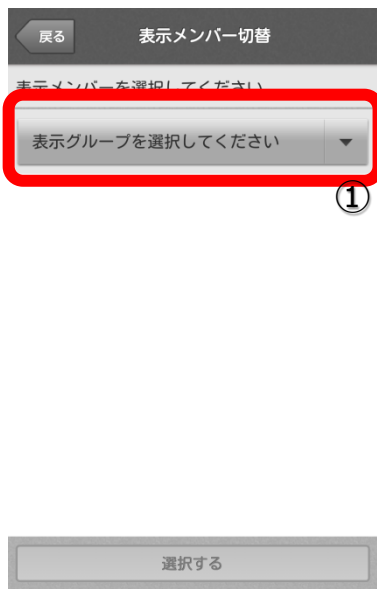 戻る
表示メンバー切替
表示メンバーを選択してください
表示グループを選択してください
①
選択する